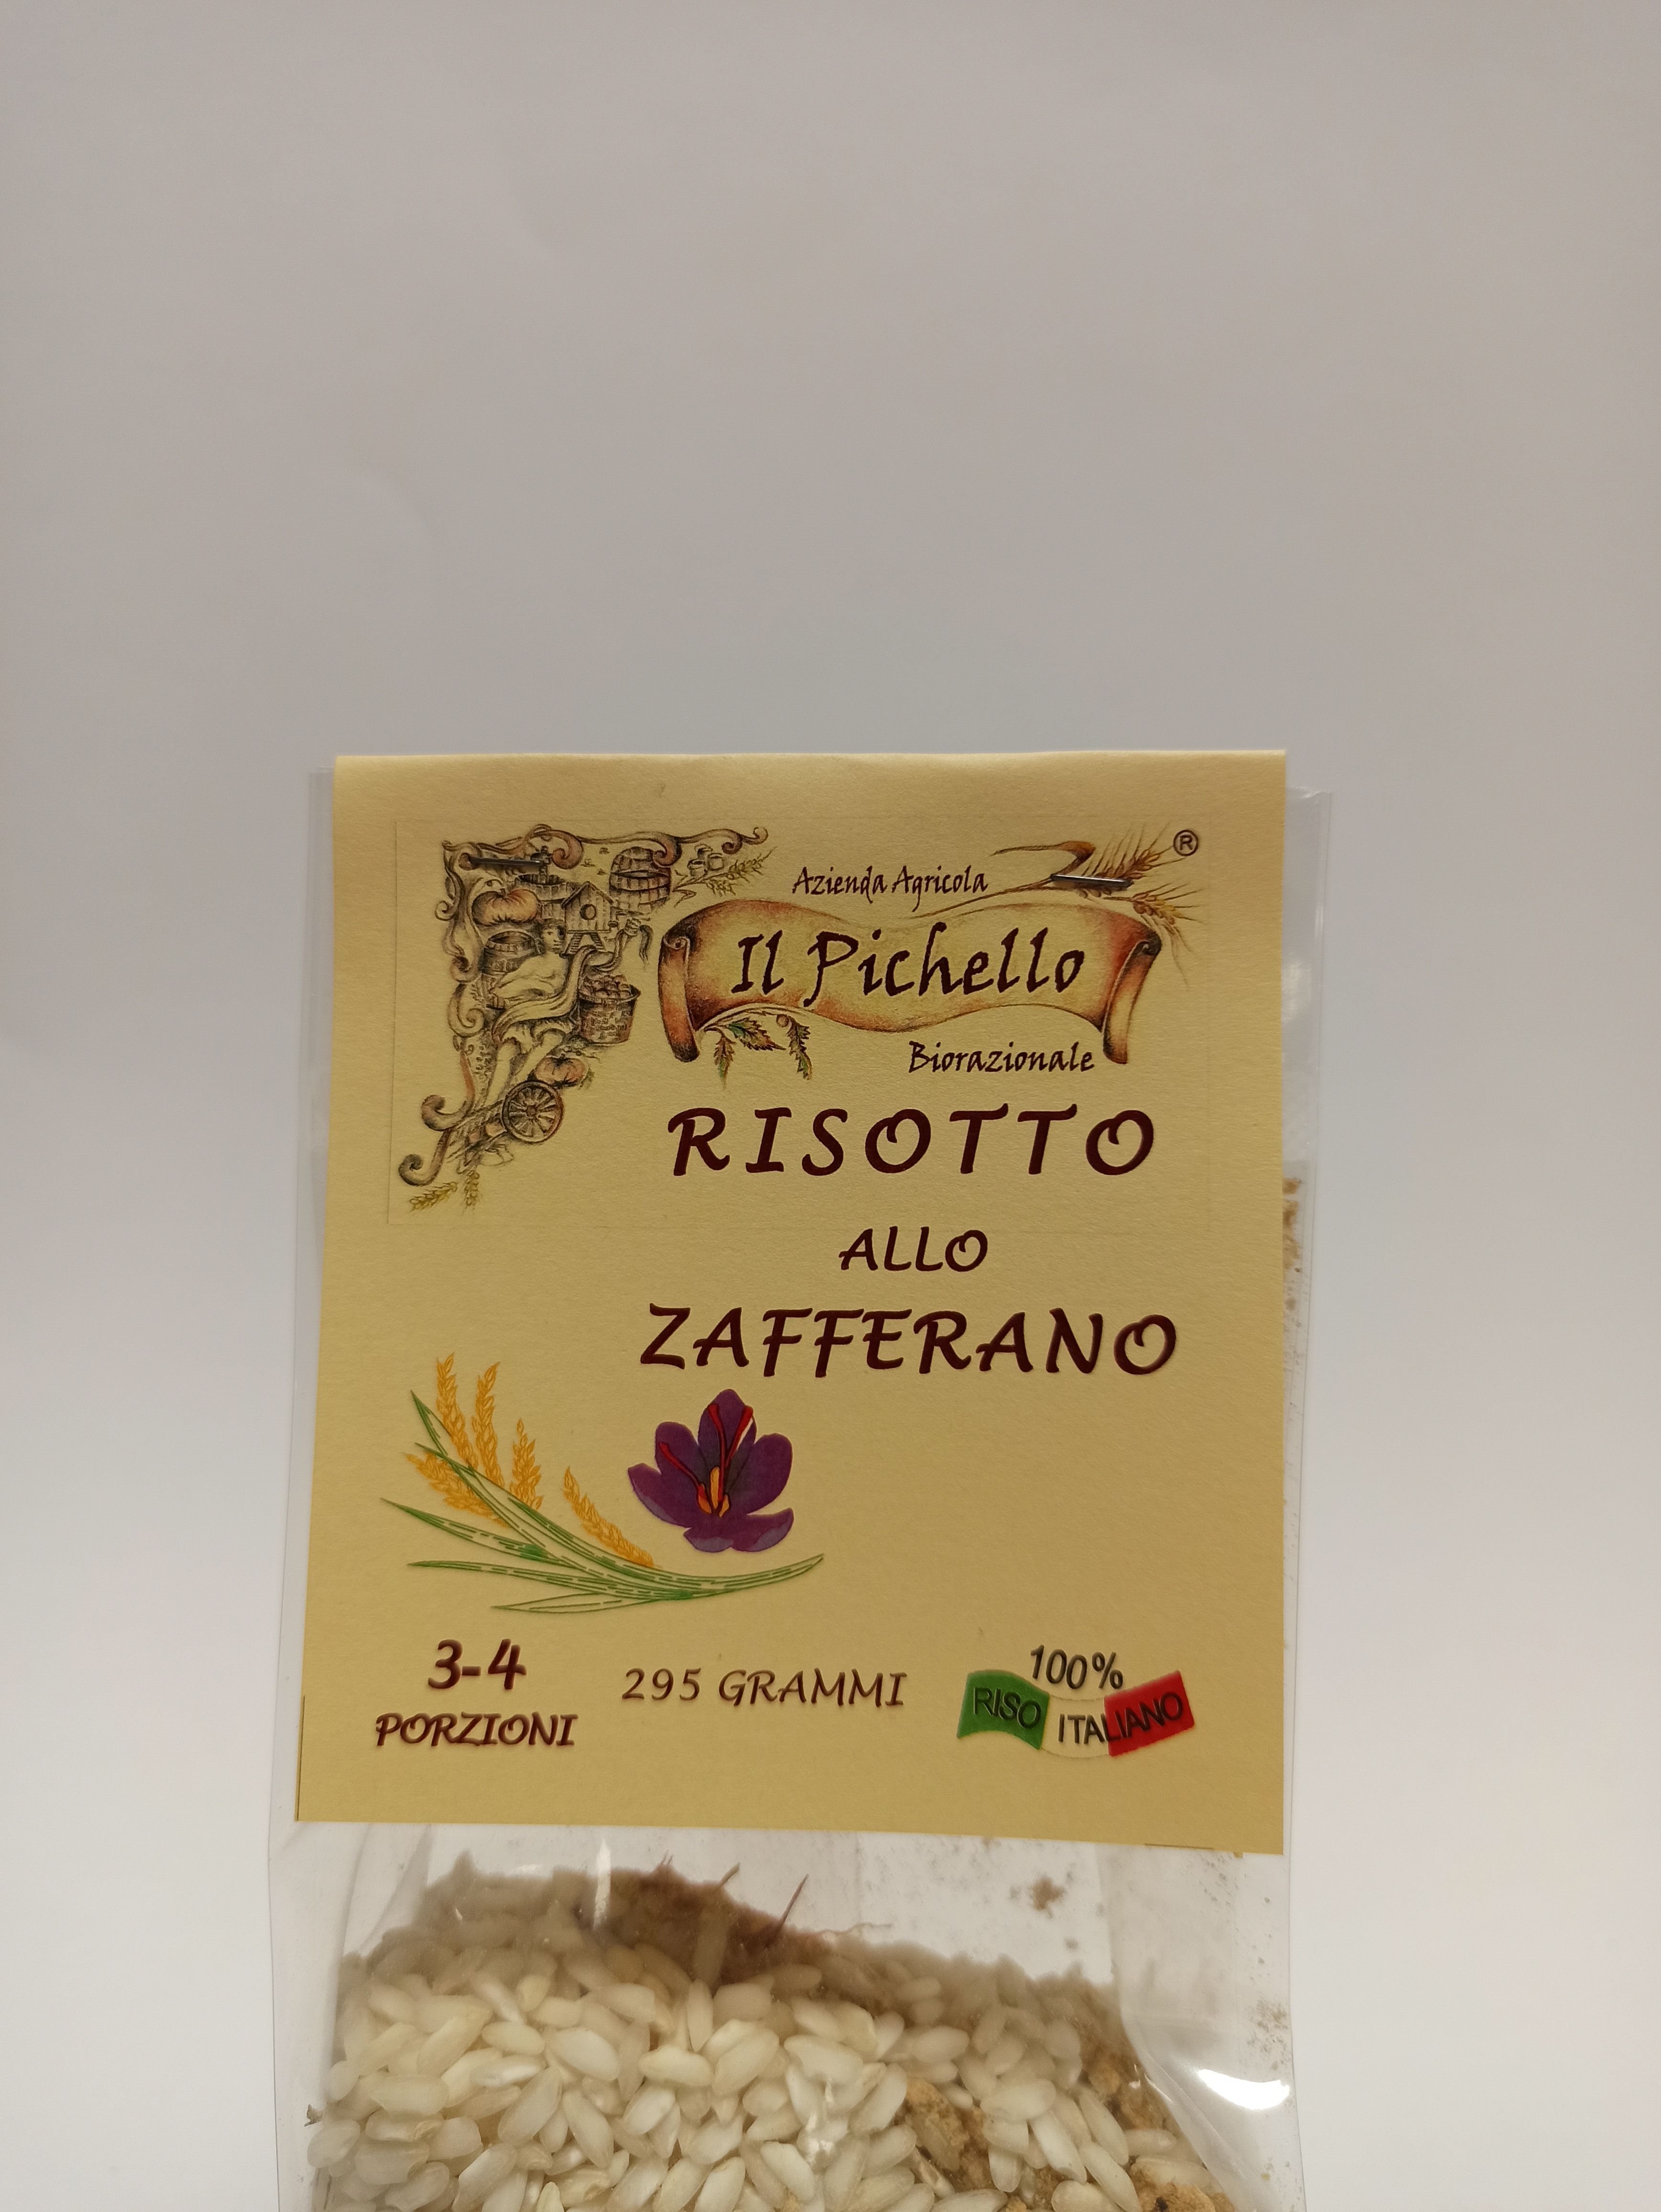 Azienda Agricola
®
Il Pichello
Biorazionale
RISOTTO
ALLO
ZAFFERANO
3-4
PORZIONI
295 GRAMMI
100%
RISO ITALIANO